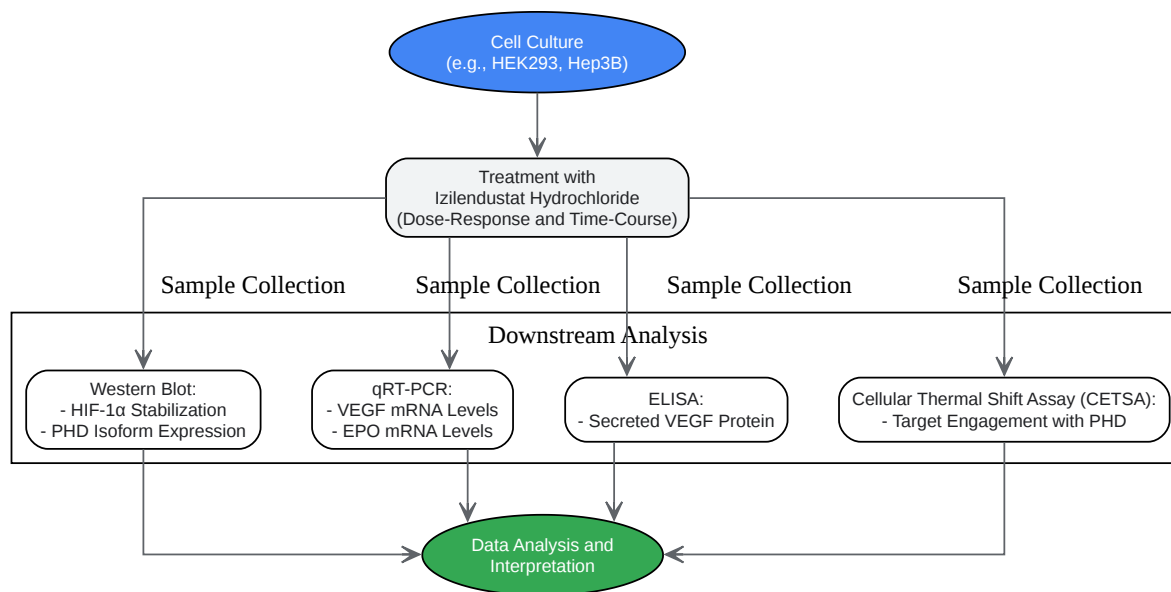 Cell Culture
(e.g., HEK293, Hep3B)
Treatment with
Izilendustat Hydrochloride
(Dose-Response and Time-Course)
Sample Collection
Sample Collection
Sample Collection
Sample Collection
Downstream Analysis
Western Blot:
- HIF-1α Stabilization
- PHD Isoform Expression
qRT-PCR:
- VEGF mRNA Levels
- EPO mRNA Levels
ELISA:
- Secreted VEGF Protein
Cellular Thermal Shift Assay (CETSA):
- Target Engagement with PHD
Data Analysis and
Interpretation